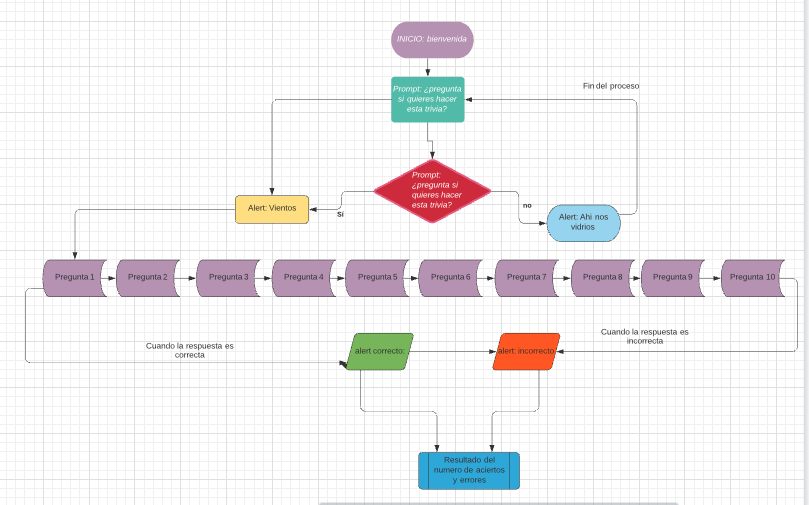 INICIO: bienvenida
Prompt: ¿pregunta
si quieres hacer
esta trivia?
Fin del proceso
Prompt:
¿pregunta si
quieres hacer
esta trivia?
Alert: Vientos
Sí
no
Alert: Ahi nos
vidrios
Pregunta 1
Pregunta 2
Pregunta 3
Pregunta 4
Pregunta 5
Pregunta 6
Pregunta 7
Pregunta 8
Pregunta 9
Pregunta 10
Cuando la respuesta es
correcta
alert correcto:
alert: incorrecto
Cuando la respuesta es
incorrecta
Resultado del
numero de aciertos
y errores